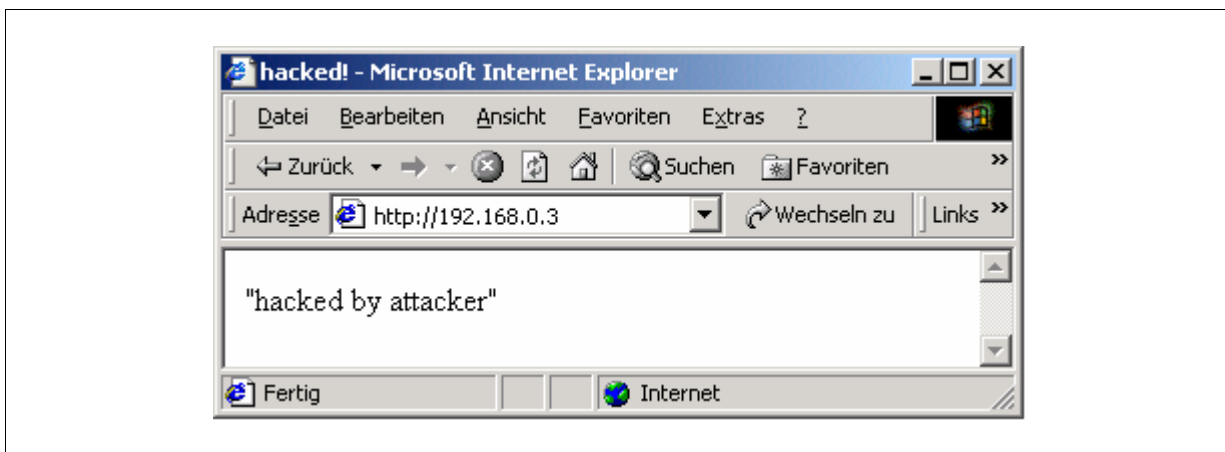 hacked! - Microsoft Internet Explorer
Datei Bearbeiten Ansicht Favoriten Extras ?
Zurück Suchen Favoriten »
Adresse http://192.168.0.3 Wechseln zu Links »
"hacked by attacker"
Fertig Internet